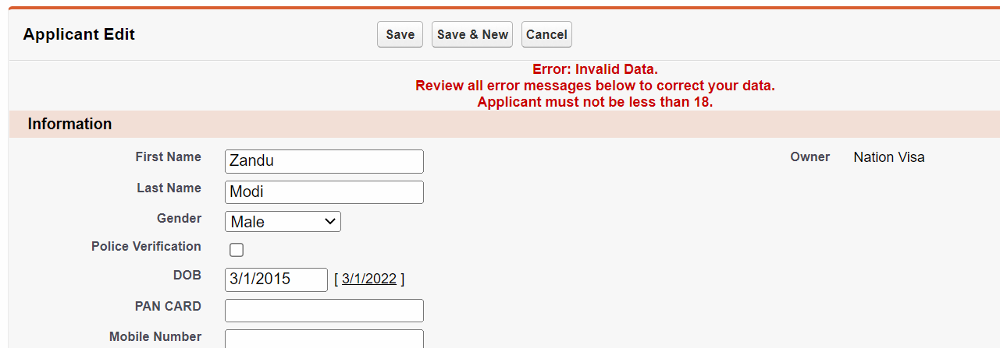 Applicant Edit
Save
Save & New
Cancel
Error: Invalid Data.
Review all error messages below to correct your data.
Applicant must not be less than 18.
Information
First Name Zandu
Owner Nation Visa
Last Name Modi
Gender Male
Police Verification
DOB 3/1/2015 [ 3/1/2022 ]
PAN CARD
Mobile Number